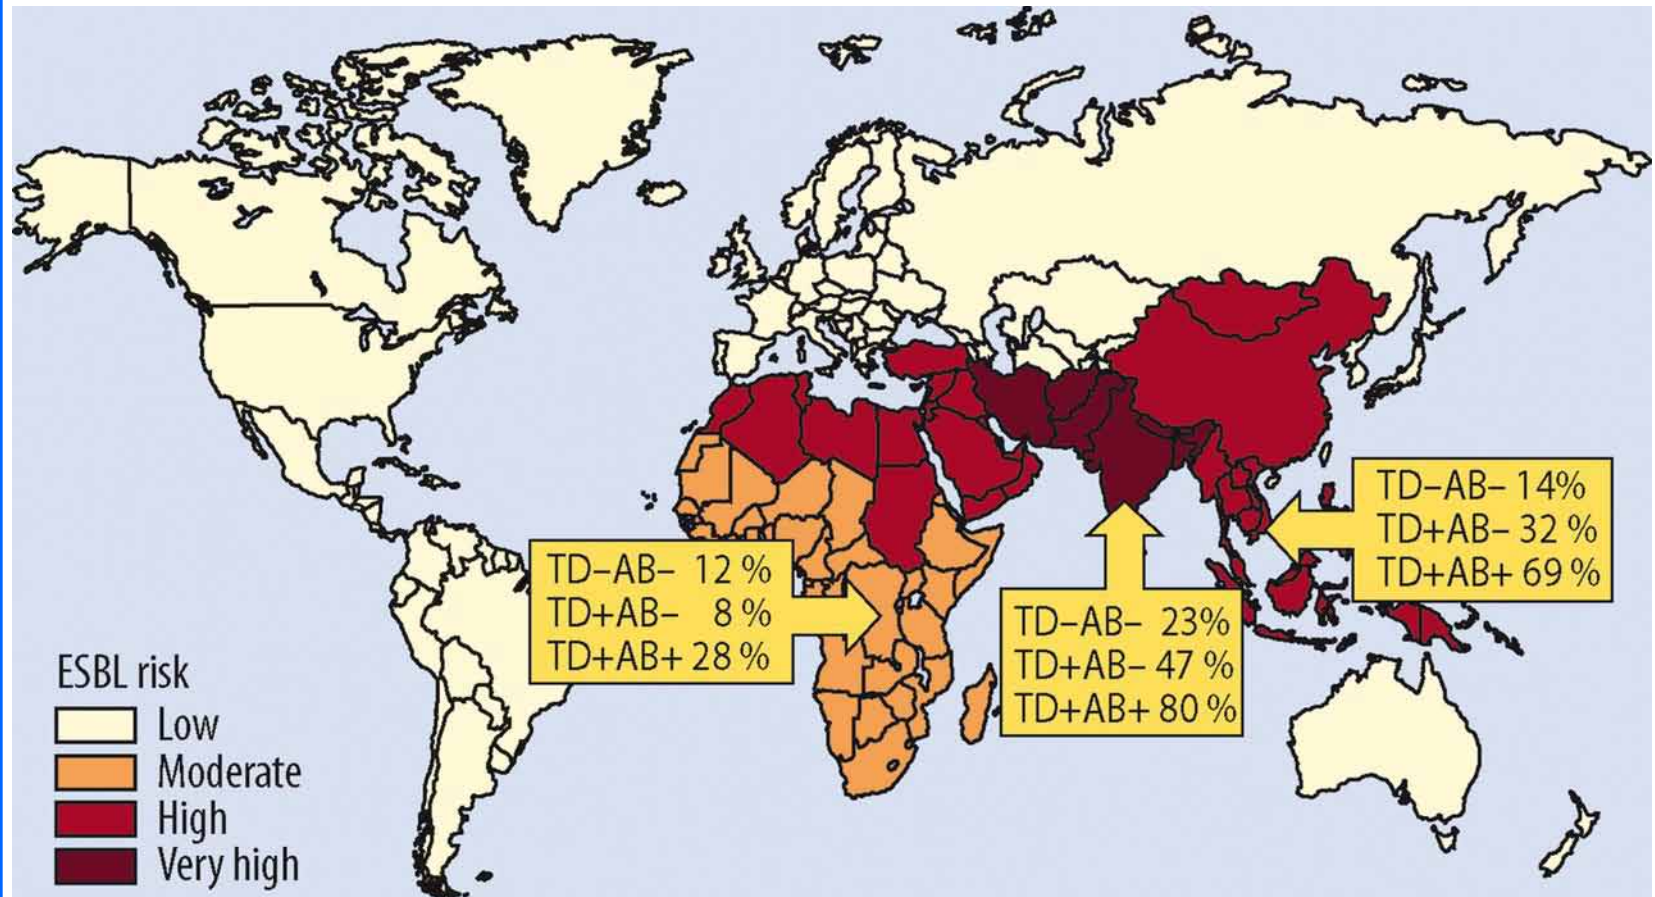 TD–AB– 14%
TD+AB– 32 %
TD+AB+ 69 %
TD–AB– 12 %
TD+AB– 8 %
TD+AB+ 28 %
TD–AB– 23%
TD+AB– 47 %
TD+AB+ 80 %
ESBL risk
Low
Moderate
High
Very high